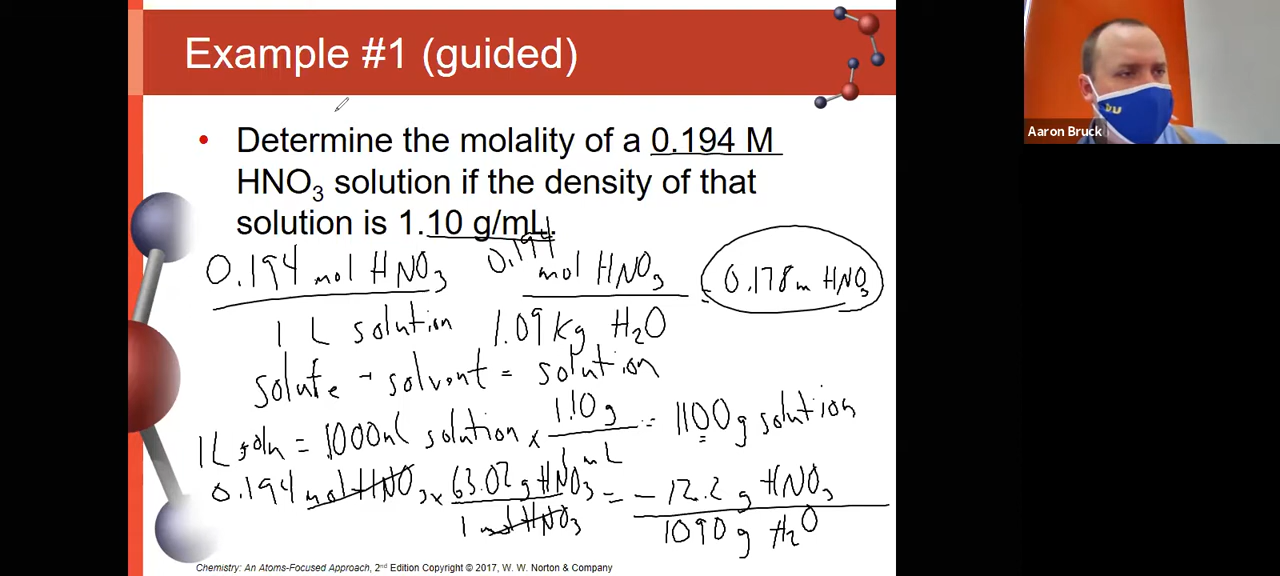 Example #1 (guided)
• Determine the molality of a 0.194 M
HNO₃ solution if the density of that
solution is 1.10 g/mL.
0.194 mol HNO₃
1 L solution
0.194
mol HNO₃
1.09 kg H₂O
= 0.178 m HNO₃
solute + solvent = solution
1 L soln = 1000 mL solution × 1.10 g / 1 mL = 1100 g solution
0.194 mol HNO₃ × 63.02 g HNO₃ / 1 mol HNO₃ = - 12.2 g HNO₃
1090 g H₂O
Chemistry: An Atoms-Focused Approach, 2nd Edition Copyright © 2017, W. W. Norton & Company
Aaron Bruck